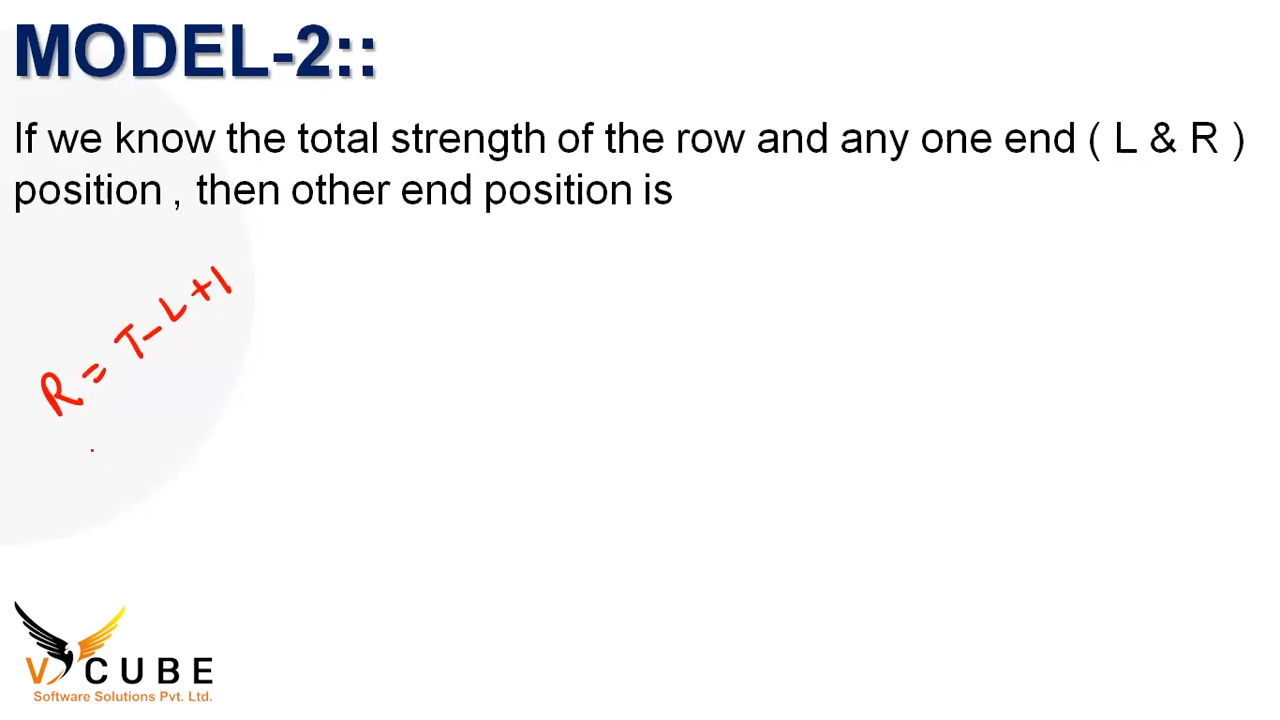 MODEL-2::
If we know the total strength of the row and any one end ( L & R )
position , then other end position is
R = T-L+1
V CUBE
Software Solutions Pvt. Ltd.